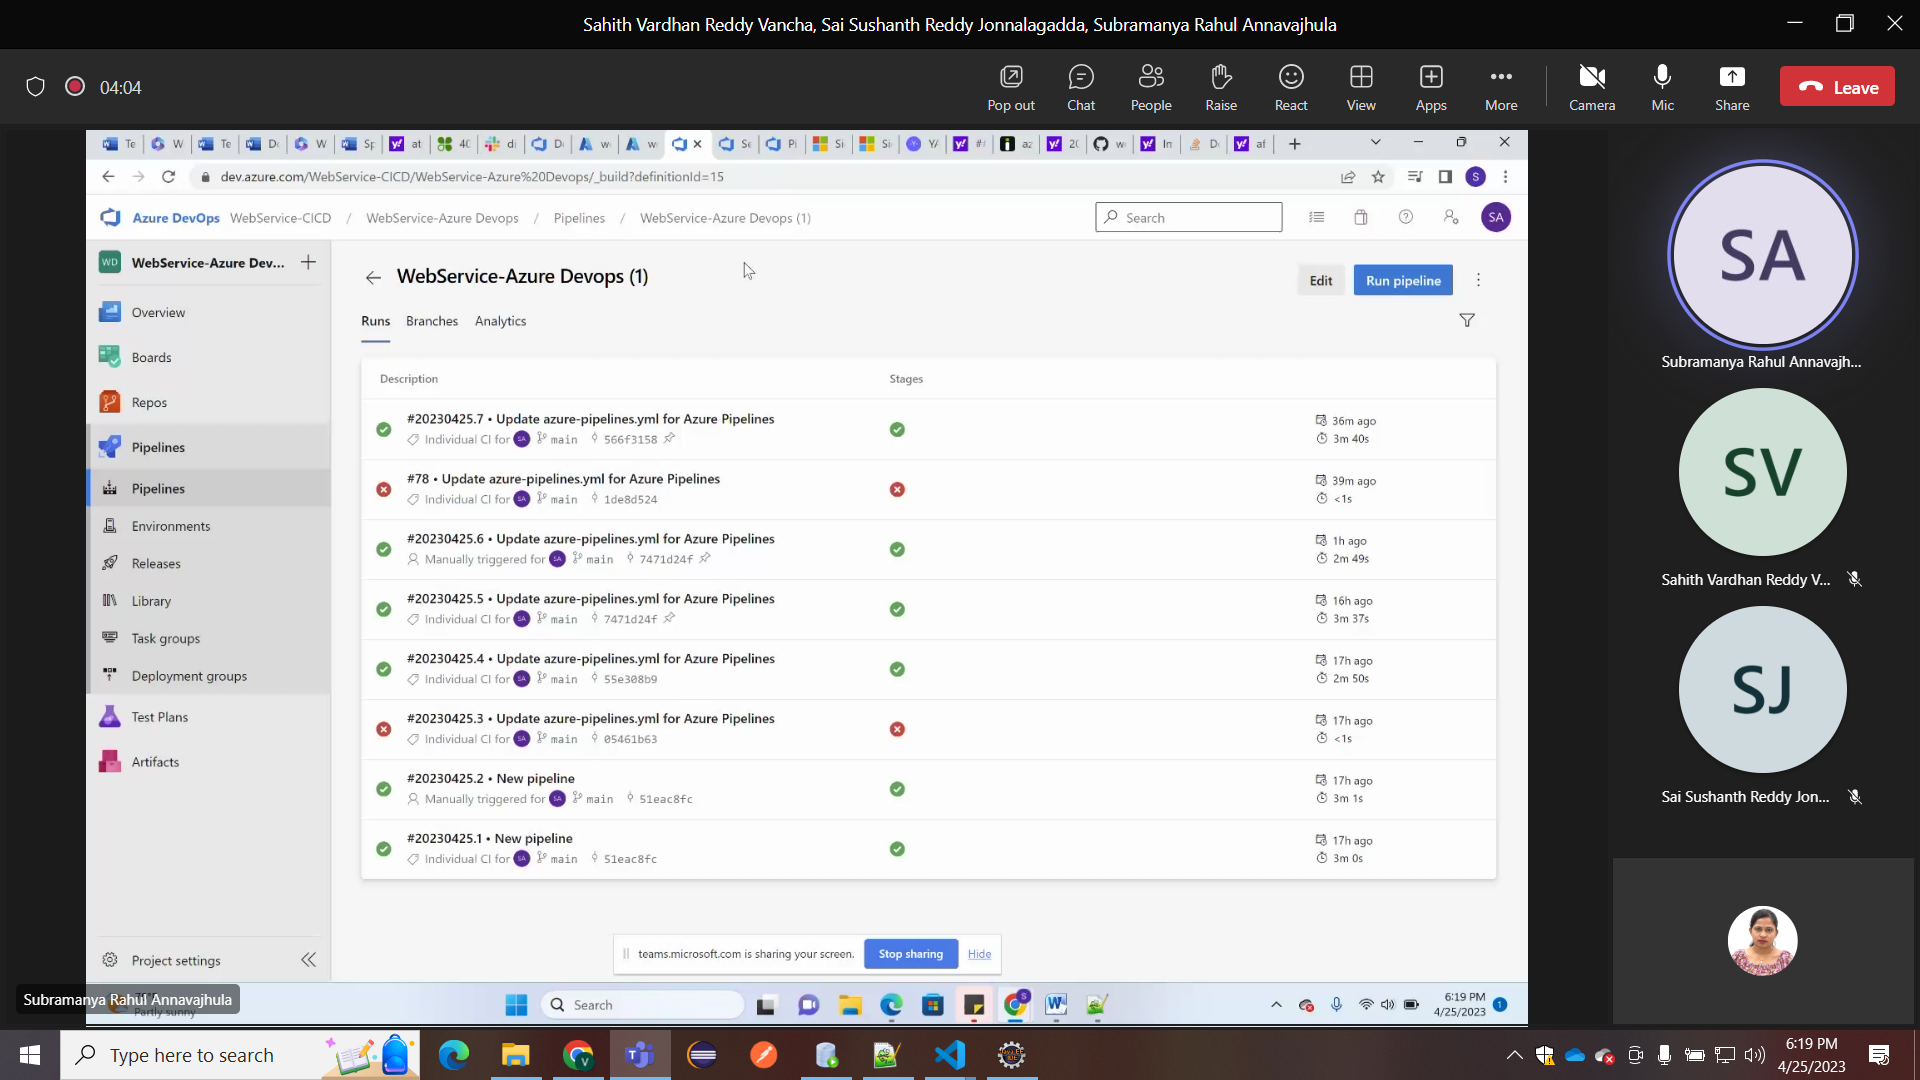 Sahith Vardhan Reddy Vancha, Sai Sushanth Reddy Jonnalagadda, Subramanya Rahul Annavajhula
04:04
Pop out
Chat
People
Raise
React
View
Apps
More
Camera
Mic
Share
Leave
dev.azure.com/WebService-CICD/WebService-Azure%20Devops/_build?definitionId=15
S
Azure DevOps WebService-CICD / WebService-Azure Devops / Pipelines / WebService-Azure Devops (1)
Search
SA
WD WebService-Azure Dev...
Overview
Boards
Repos
Pipelines
Pipelines
Environments
Releases
Library
Task groups
Deployment groups
Test Plans
Artifacts
Project settings
WebService-Azure Devops (1)
Edit
Run pipeline
Runs Branches Analytics
Description Stages
#20230425.7 • Update azure-pipelines.yml for Azure Pipelines
Individual CI for SA main 566f3158
36m ago
3m 40s
#78 • Update azure-pipelines.yml for Azure Pipelines
Individual CI for SA main 1de8d524
39m ago
<1s
#20230425.6 • Update azure-pipelines.yml for Azure Pipelines
Manually triggered for SA main 7471d24f
1h ago
2m 49s
#20230425.5 • Update azure-pipelines.yml for Azure Pipelines
Individual CI for SA main 7471d24f
16h ago
3m 37s
#20230425.4 • Update azure-pipelines.yml for Azure Pipelines
Individual CI for SA main 55e308b9
17h ago
2m 50s
#20230425.3 • Update azure-pipelines.yml for Azure Pipelines
Individual CI for SA main 05461b63
17h ago
<1s
#20230425.2 • New pipeline
Manually triggered for SA main 51eac8fc
17h ago
3m 1s
#20230425.1 • New pipeline
Individual CI for SA main 51eac8fc
17h ago
3m 0s
teams.microsoft.com is sharing your screen.
Stop sharing
Hide
Subramanya Rahul Annavajhula
Partly sunny
Search
6:19 PM
4/25/2023
1
SA
Subramanya Rahul Annavajh...
SV
Sahith Vardhan Reddy V...
SJ
Sai Sushanth Reddy Jon...
Type here to search
6:19 PM
4/25/2023